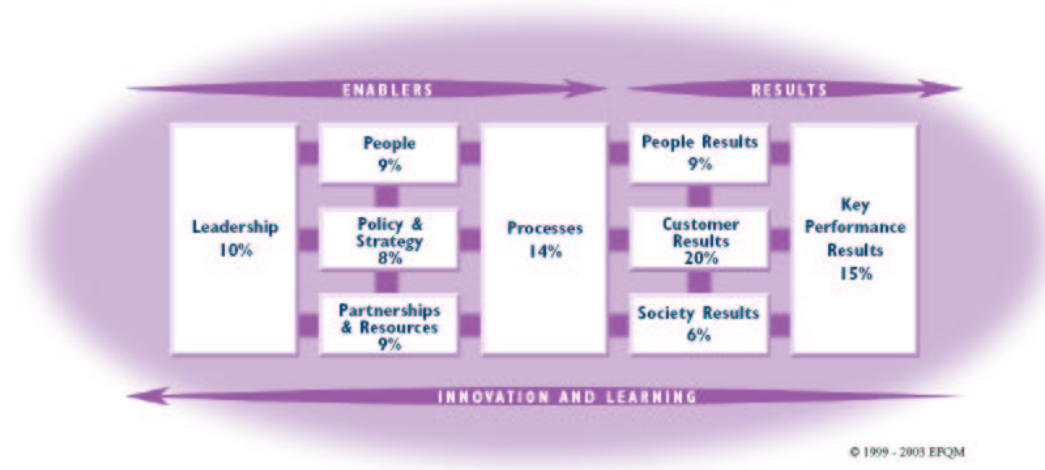 ENABLERS
RESULTS
Leadership
10%
People
9%
Policy &
Strategy
8%
Partnerships
& Resources
9%
Processes
14%
People Results
9%
Customer
Results
20%
Society Results
6%
Key
Performance
Results
15%
INNOVATION AND LEARNING
© 1999 - 2003 EFQM